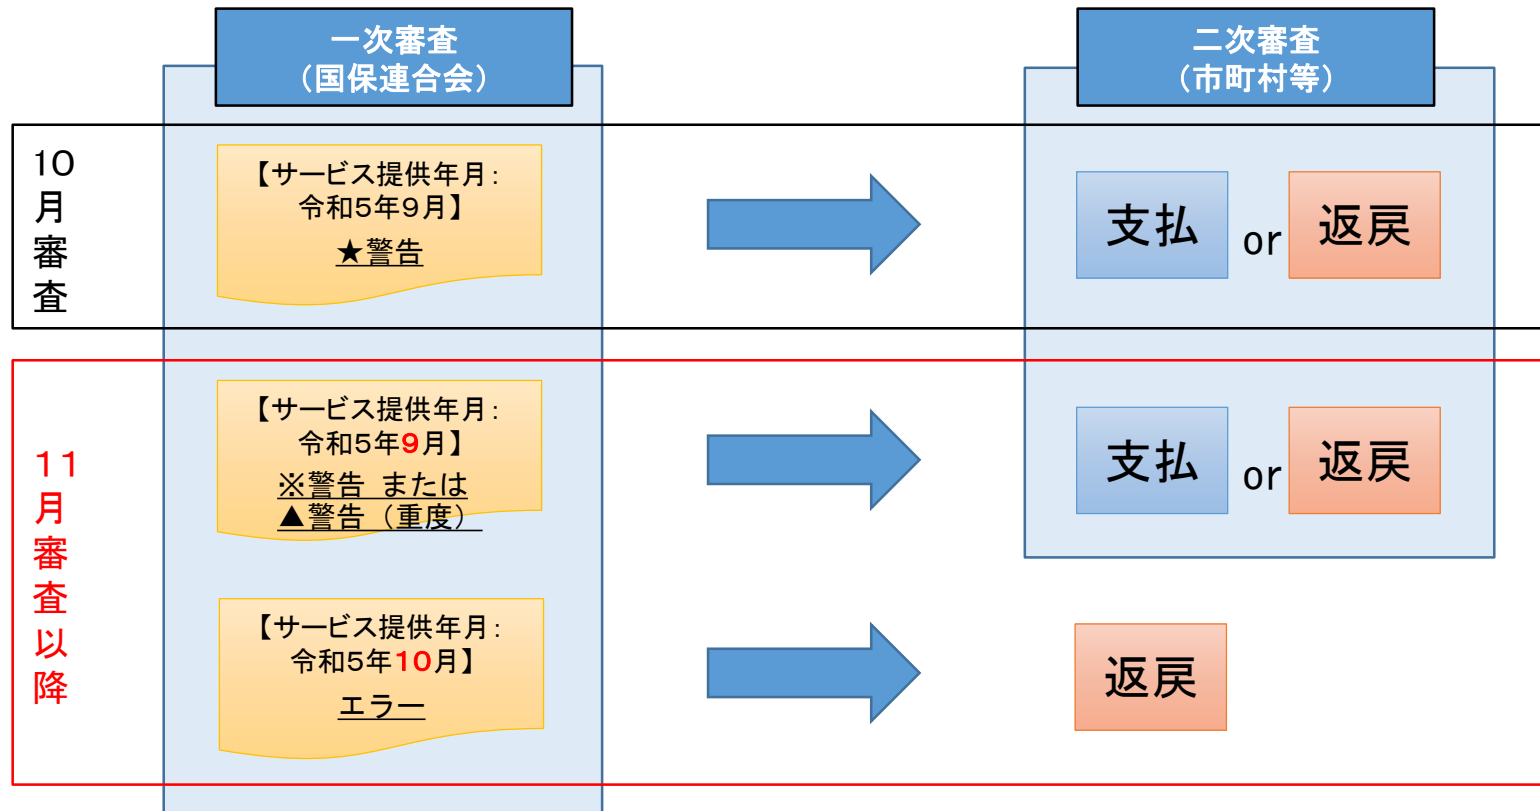 一次審査
（国保連合会）
二次審査
（市町村等）
10
月
審
査
【サービス提供年月：
令和5年9月】
★警告
支払
or
返戻
11
月
審
査
以
降
【サービス提供年月：
令和5年9月】
※警告 または
▲警告（重度）
支払
or
返戻
【サービス提供年月：
令和5年10月】
エラー
返戻